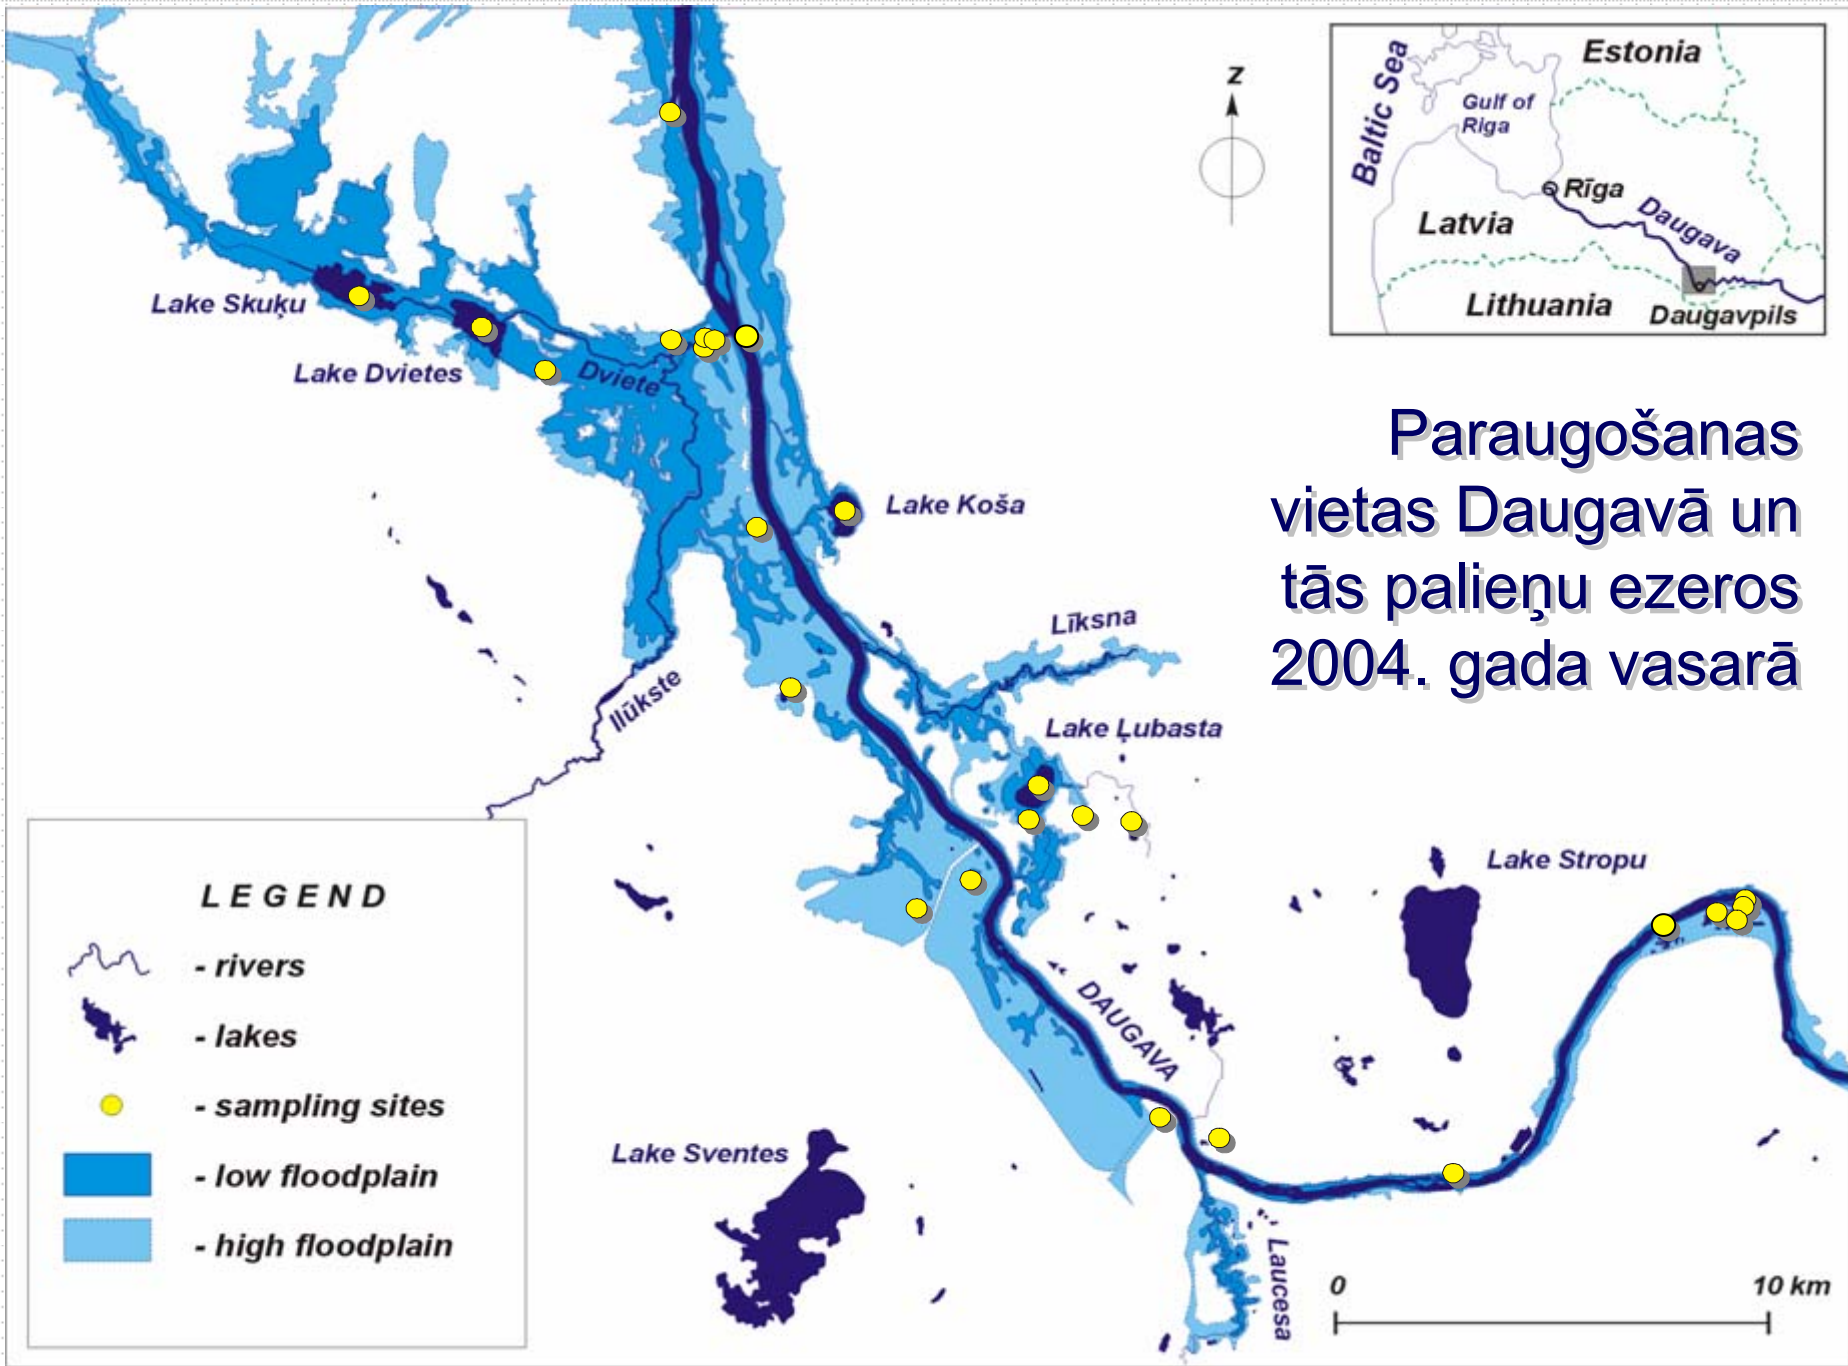 z
Estonia
Baltic Sea
Gulf of
Riga
Rīga
Latvia
Daugava
Lithuania
Daugavpils
Lake Skuķu
Lake Dvietes
Dviete
Paraugošanas
vietas Daugavā un
tās palieņu ezeros
2004. gada vasarā
Lake Koša
Līksna
Ilūkste
Lake Ļubasta
Lake Stropu
DAUGAVA
Lake Sventes
Laucesa
LEGEND
- rivers
- lakes
- sampling sites
- low floodplain
- high floodplain
0 10 km